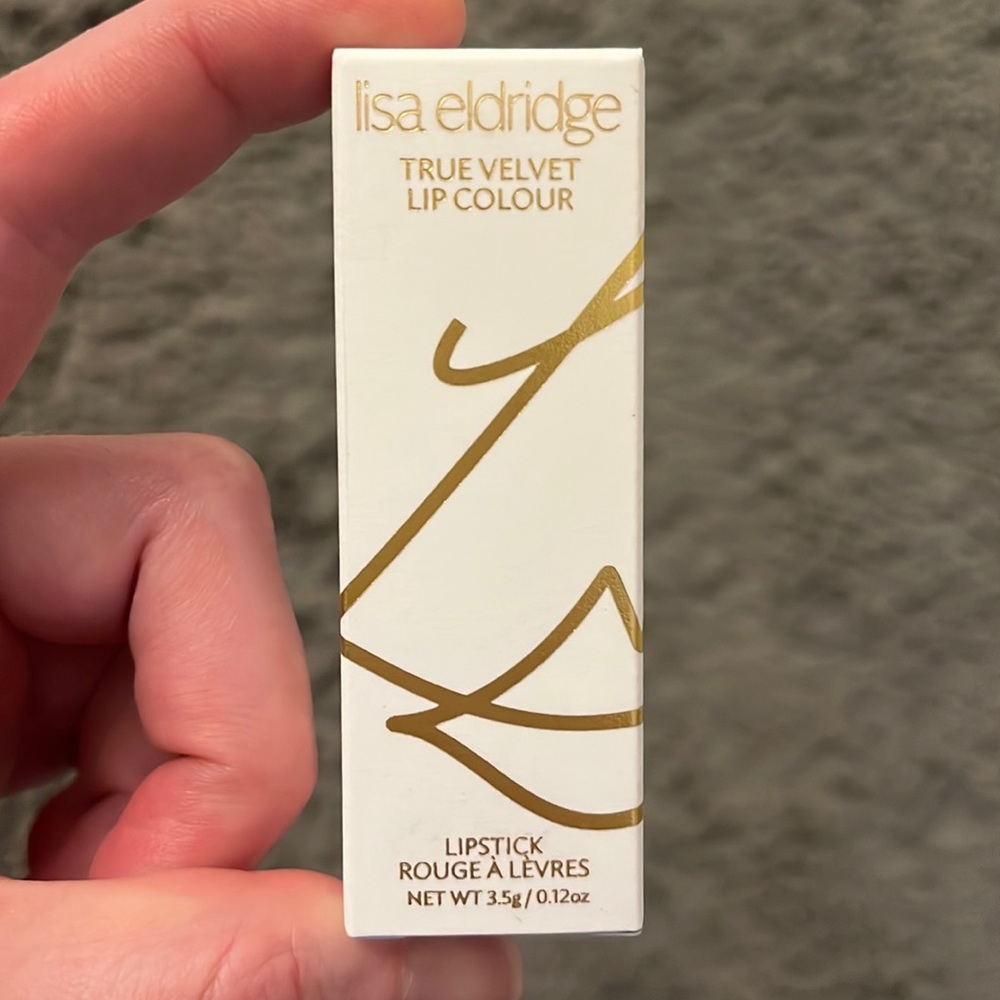 lisa eldridge
TRUE VELVET
LIP COLOUR
LIPSTICK
ROUGE À LÈVRES
NET WT 3.5g / 0.12oz